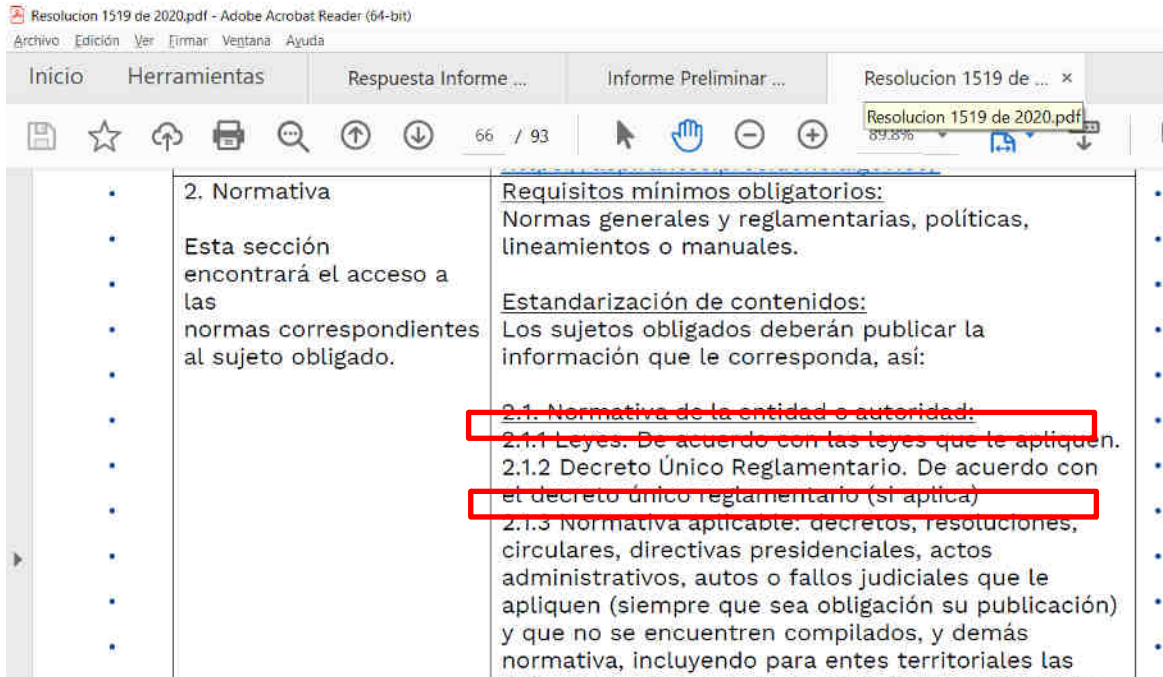 Resolucion 1519 de 2020.pdf - Adobe Acrobat Reader (64-bit)
Archivo Edición Ver Firmar Ventana Ayuda
Inicio Herramientas Respuesta Informe ... Informe Preliminar ... Resolucion 1519 de ... ×
Resolucion 1519 de 2020.pdf
66 / 93 89.8%
2. Normativa
Esta sección
encontrará el acceso a
las
normas correspondientes
al sujeto obligado.
Requisitos mínimos obligatorios:
Normas generales y reglamentarias, políticas,
lineamientos o manuales.
Estandarización de contenidos:
Los sujetos obligados deberán publicar la
información que le corresponda, así:
2.1. Normativa de la entidad o autoridad:
2.1.1 Leyes. De acuerdo con las leyes que le apliquen.
2.1.2 Decreto Único Reglamentario. De acuerdo con
el decreto único reglamentario (si aplica)
2.1.3 Normativa aplicable: decretos, resoluciones,
circulares, directivas presidenciales, actos
administrativos, autos o fallos judiciales que le
apliquen (siempre que sea obligación su publicación)
y que no se encuentren compilados, y demás
normativa, incluyendo para entes territoriales las